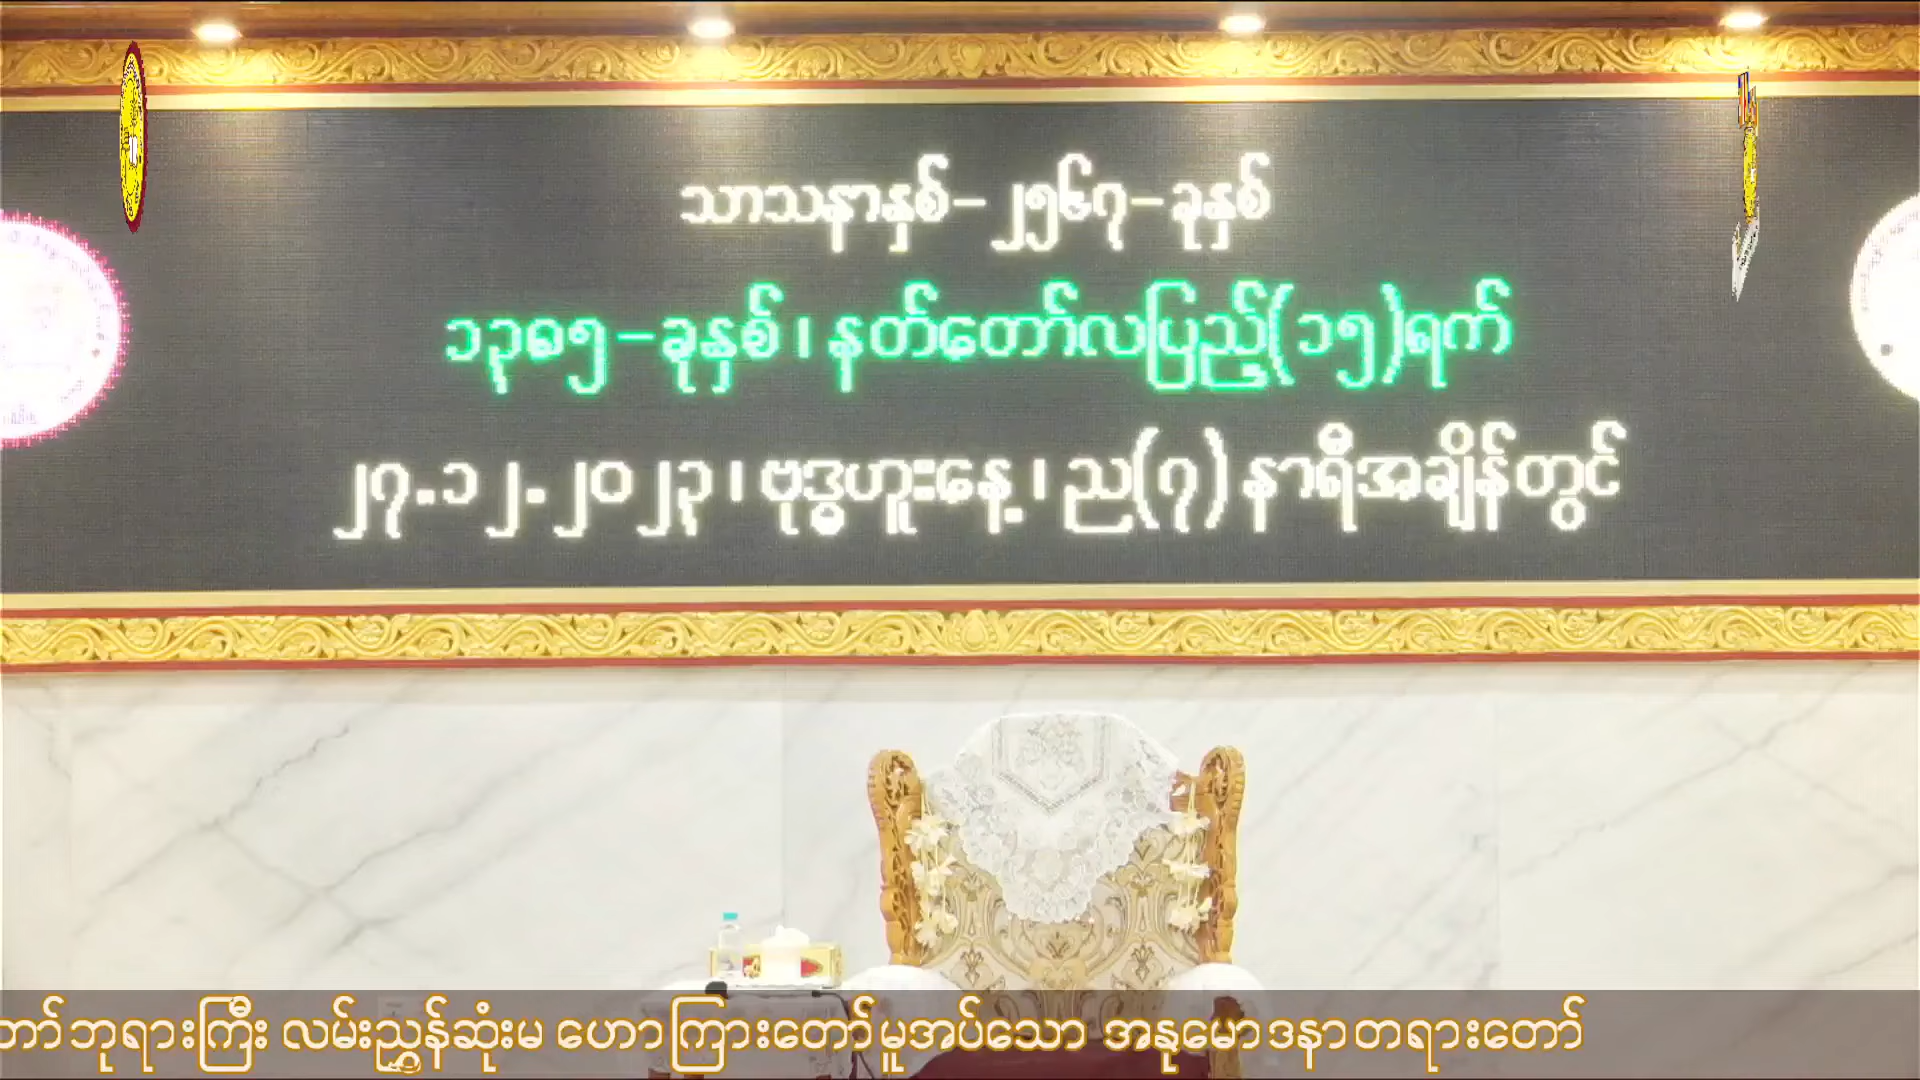 သာသနာနှစ်-၂၅၆၇-ခုနှစ်
၁၃၈၅-ခုနှစ်၊ နတ်တော်လပြည့်(၁၅)ရက်
၂၇.၁၂.၂၀၂၃၊ ဗုဒ္ဓဟူးနေ့၊ ည(၇)နာရီအချိန်တွင်
ဘုရားကြီး လမ်းညွှန်ဆုံးမ ဟောကြားတော်မူအပ်သော အနုမောဒနာတရားတော်